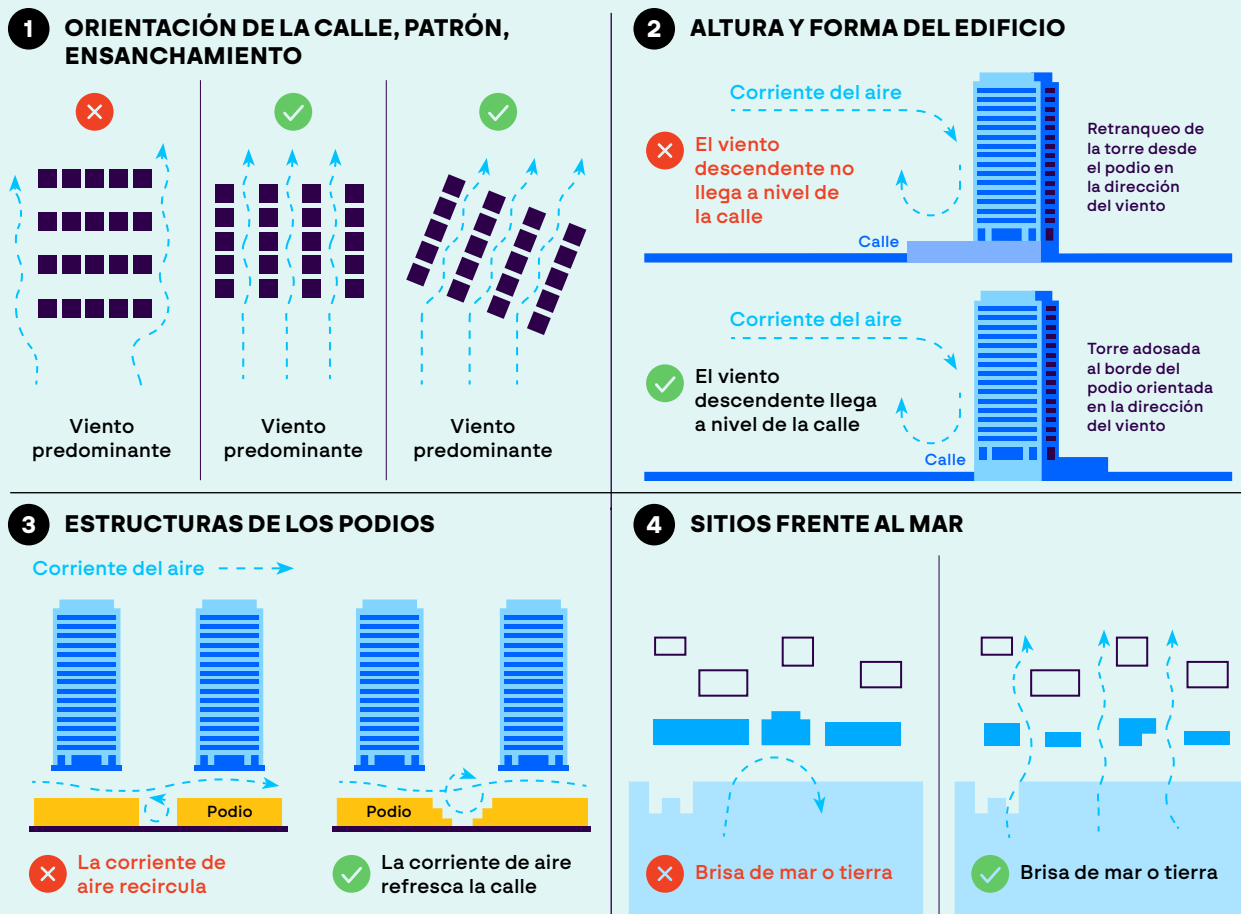 1 ORIENTACIÓN DE LA CALLE, PATRÓN,
ENSANCHAMIENTO
Viento
predominante
Viento
predominante
Viento
predominante
2 ALTURA Y FORMA DEL EDIFICIO
Corriente del aire
El viento
descendente no
llega a nivel de
la calle
Calle
Retranqueo de
la torre desde
el podio en
la dirección
del viento
Corriente del aire
El viento
descendente llega
a nivel de la calle
Calle
Torre adosada
al borde del
podio orientada
en la dirección
del viento
3 ESTRUCTURAS DE LOS PODIOS
Corriente del aire
Podio
La corriente de
aire recircula
Podio
La corriente de aire
refresca la calle
4 SITIOS FRENTE AL MAR
Brisa de mar o tierra
Brisa de mar o tierra